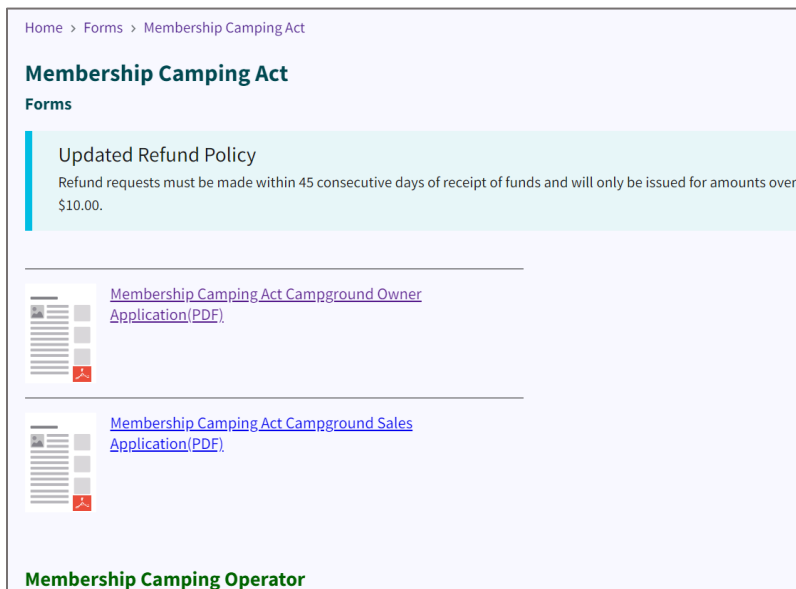 Home > Forms > Membership Camping Act
Membership Camping Act
Forms
Updated Refund Policy
Refund requests must be made within 45 consecutive days of receipt of funds and will only be issued for amounts over
$10.00.
Membership Camping Act Campground Owner
Application(PDF)
Membership Camping Act Campground Sales
Application(PDF)
Membership Camping Operator